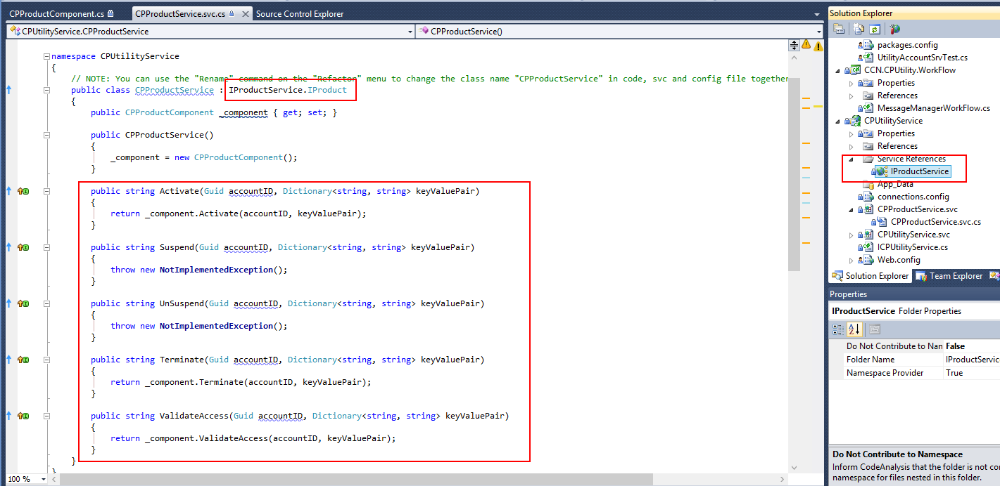 CPProductComponent.cs
CPProductService.svc.cs
Source Control Explorer
CPUtilityService.CPProductService
CPProductService()
namespace CPUtilityService
{
// NOTE: You can use the "Rename" command on the "Refactor" menu to change the class name "CPProductService" in code, svc and config file together
public class CPProductService : IProductService.IProduct
{
public CPProductComponent _component { get; set; }
public CPProductService()
{
_component = new CPProductComponent();
}
public string Activate(Guid accountID, Dictionary<string, string> keyValuePair)
{
return _component.Activate(accountID, keyValuePair);
}
public string Suspend(Guid accountID, Dictionary<string, string> keyValuePair)
{
throw new NotImplementedException();
}
public string UnSuspend(Guid accountID, Dictionary<string, string> keyValuePair)
{
throw new NotImplementedException();
}
public string Terminate(Guid accountID, Dictionary<string, string> keyValuePair)
{
return _component.Terminate(accountID, keyValuePair);
}
public string ValidateAccess(Guid accountID, Dictionary<string, string> keyValuePair)
{
return _component.ValidateAccess(accountID, keyValuePair);
}
}
}
100 %
Solution Explorer
packages.config
UtilityAccountSrvTest.cs
CCN.CPUtility.WorkFlow
Properties
References
MessageManagerWorkFlow.cs
CPUtilityService
Properties
References
Service References
IProductService
App_Data
connections.config
CPProductService.svc
CPProductService.svc.cs
CPUtilityService.svc
ICPUtilityService.cs
Web.config
Solution Explorer
Team Explorer
Properties
IProductService Folder Properties
Do Not Contribute to Nan False
Folder Name IProductServic
Namespace Provider True
Do Not Contribute to Namespace
Inform CodeAnalysis that the folder is not co
namespace for files nested in this folder.